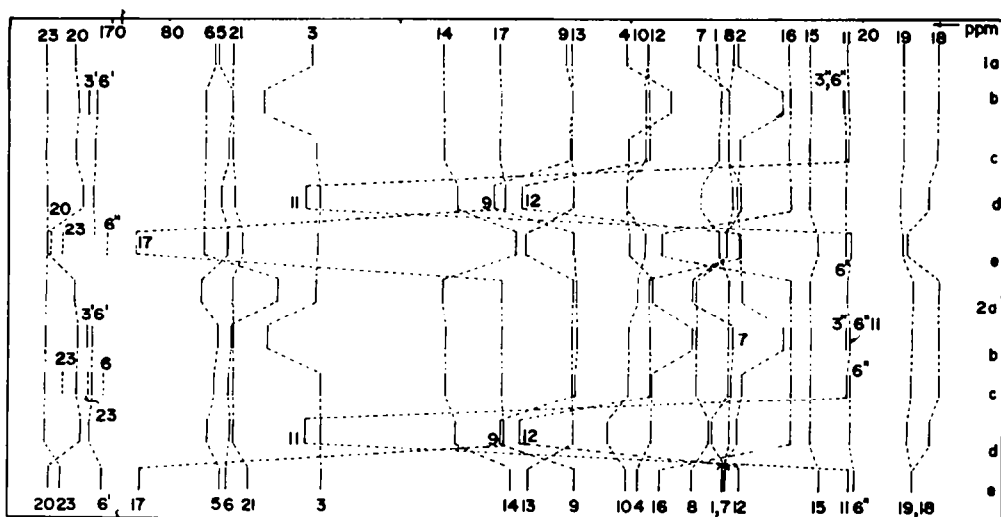 23 20 170 80 65 21 3 14 17 9 13 4 10 12 7 1 8 2 16 15 11 20 19 18 ppm
1a
3' 6' 3", 6" b
c
11 9 12 d
20 23 6" 17 6" e
2a
3' 6' 7 3" 6" 11
23 6 6" b
23 c
11 9 12 d
20 23 6' 17 5 6 21 3 14 13 9 10 4 16 8 1,7 12 15 11 6" 19,18 e